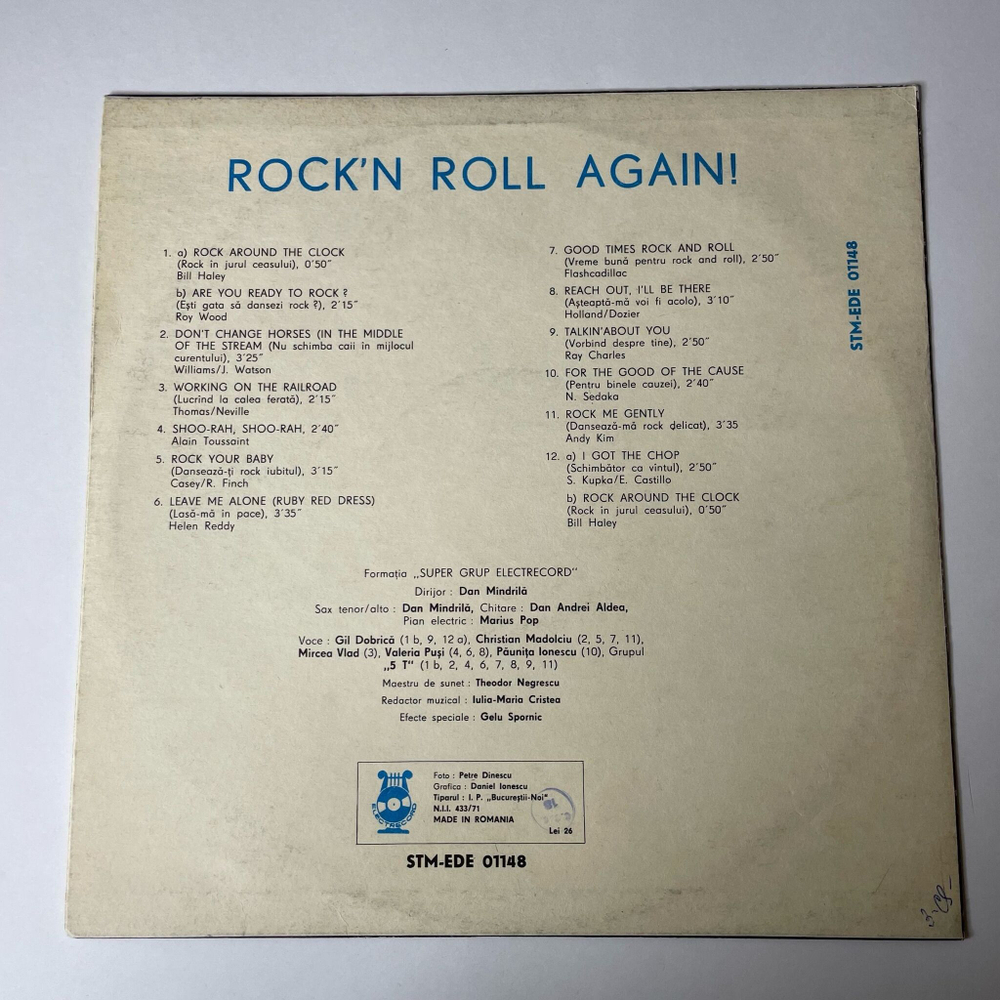 ROCK'N ROLL AGAIN!
1. a) ROCK AROUND THE CLOCK
(Rock în jurul ceasului), 0'50″
Bill Haley
b) ARE YOU READY TO ROCK ?
(Ești gata să dansezi rock ?), 2'15″
Roy Wood
2. DON'T CHANGE HORSES (IN THE MIDDLE
OF THE STREAM (Nu schimba caii în mijlocul
curentului), 3'25″
Williams/J. Watson
3. WORKING ON THE RAILROAD
(Lucrînd la calea ferată), 2'15″
Thomas/Neville
4. SHOO-RAH, SHOO-RAH, 2'40″
Alain Toussaint
5. ROCK YOUR BABY
(Dansează-ți rock iubitul), 3'15″
Casey/R. Finch
6. LEAVE ME ALONE (RUBY RED DRESS)
(Lasă-mă în pace), 3'35″
Helen Reddy
7. GOOD TIMES ROCK AND ROLL
(Vreme bună pentru rock and roll), 2'50″
Flashcadillac
8. REACH OUT, I'LL BE THERE
(Așteaptă-mă voi fi acolo), 3'10″
Holland/Dozier
9. TALKIN'ABOUT YOU
(Vorbind despre tine), 2'50″
Ray Charles
10. FOR THE GOOD OF THE CAUSE
(Pentru binele cauzei), 2'40″
N. Sedaka
11. ROCK ME GENTLY
(Dansează-mă rock delicat), 3'35
Andy Kim
12. a) I GOT THE CHOP
(Schimbător ca vîntul), 2'50″
S. Kupka/E. Castillo
b) ROCK AROUND THE CLOCK
(Rock în jurul ceasului), 0'50″
Bill Haley
STM-EDE 01148
Formația „SUPER GRUP ELECTRECORD"
Dirijor : Dan Mindrilă
Sax tenor/alto : Dan Mindrilă, Chitare : Dan Andrei Aldea,
Pian electric : Marius Pop
Voce : Gil Dobrică (1 b, 9, 12 a), Christian Madolciu (2, 5, 7, 11),
Mircea Vlad (3), Valeria Puși (4, 6, 8), Păunița Ionescu (10), Grupul
„5 T" (1 b, 2, 4, 6, 7, 8, 9, 11)
Maestru de sunet : Theodor Negrescu
Redactor muzical : Iulia-Maria Cristea
Efecte speciale : Gelu Spornic
ELECTRECORD
Foto : Petre Dinescu
Grafica : Daniel Ionescu
Tiparul : I. P. „Bucureștii-Noi"
N.I.I. 433/71
MADE IN ROMANIA
Lei 26
STM-EDE 01148